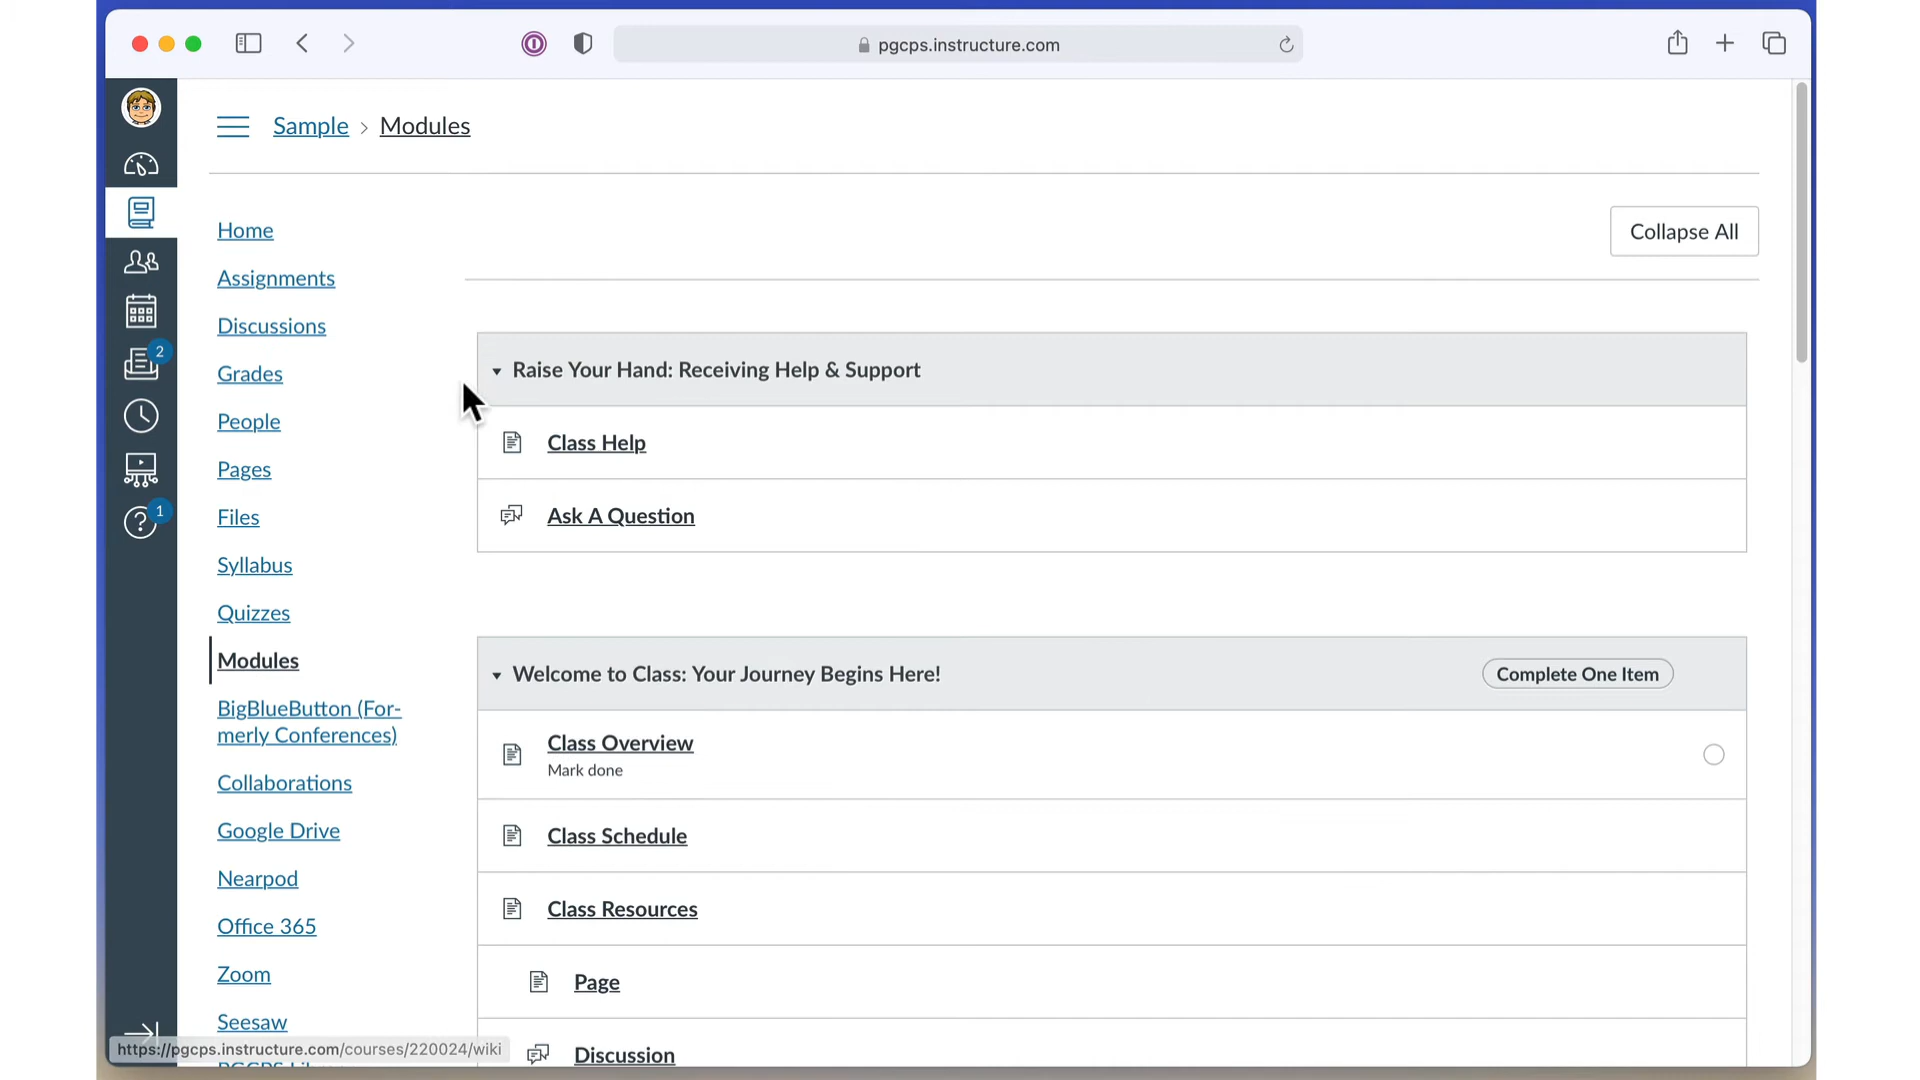 pgcps.instructure.com
Sample > Modules
Collapse All
Home
Assignments
Discussions
Grades
People
Pages
Files
Syllabus
Quizzes
Modules
BigBlueButton (For-
merly Conferences)
Collaborations
Google Drive
Nearpod
Office 365
Zoom
Seesaw
2
1
Raise Your Hand: Receiving Help & Support
Class Help
Ask A Question
Welcome to Class: Your Journey Begins Here!
Complete One Item
Class Overview
Mark done
Class Schedule
Class Resources
Page
Discussion
https://pgcps.instructure.com/courses/220024/wiki